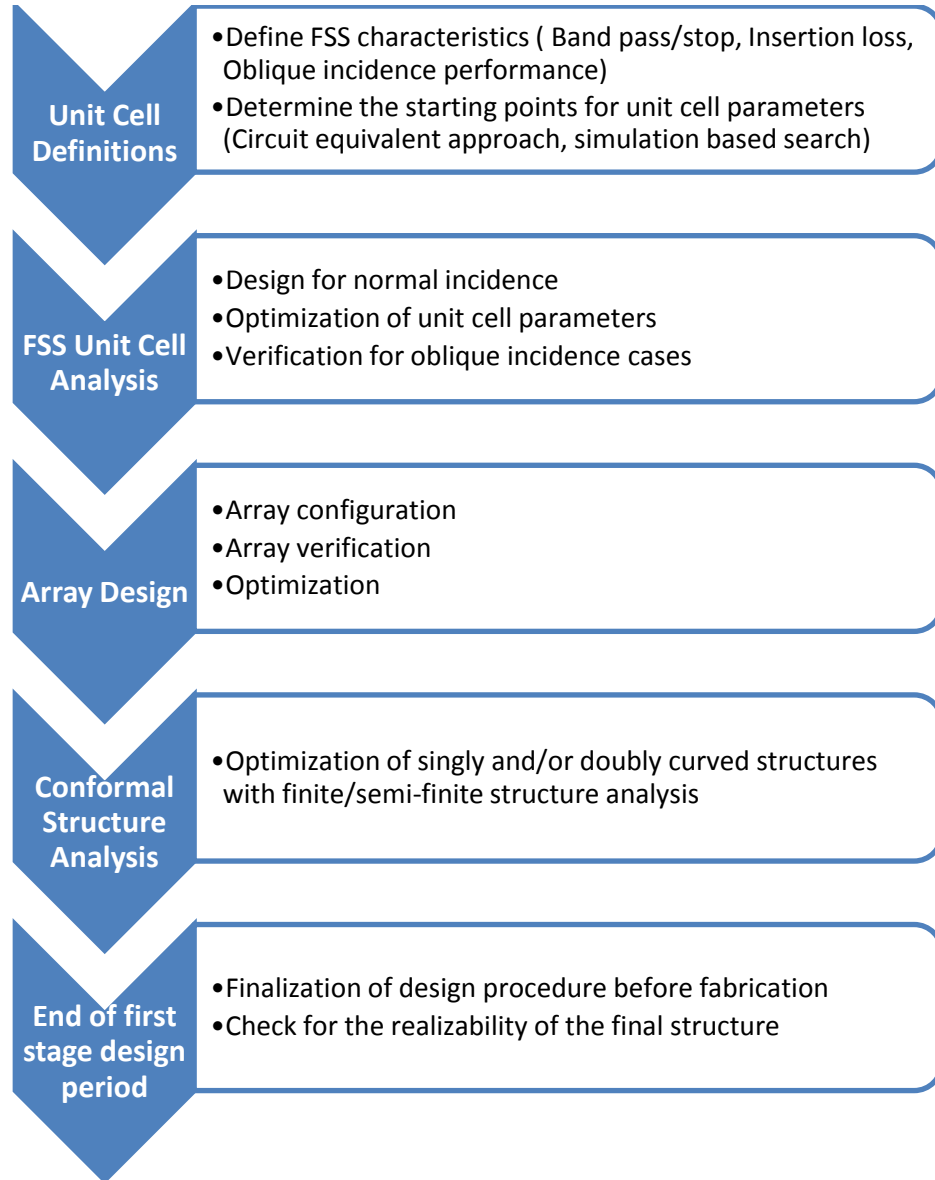 Unit Cell
Definitions
•Define FSS characteristics ( Band pass/stop, Insertion loss,
Oblique incidence performance)
•Determine the starting points for unit cell parameters
(Circuit equivalent approach, simulation based search)
FSS Unit Cell
Analysis
•Design for normal incidence
•Optimization of unit cell parameters
•Verification for oblique incidence cases
Array Design
•Array configuration
•Array verification
•Optimization
Conformal
Structure
Analysis
•Optimization of singly and/or doubly curved structures
with finite/semi-finite structure analysis
End of first
stage design
period
•Finalization of design procedure before fabrication
•Check for the realizability of the final structure